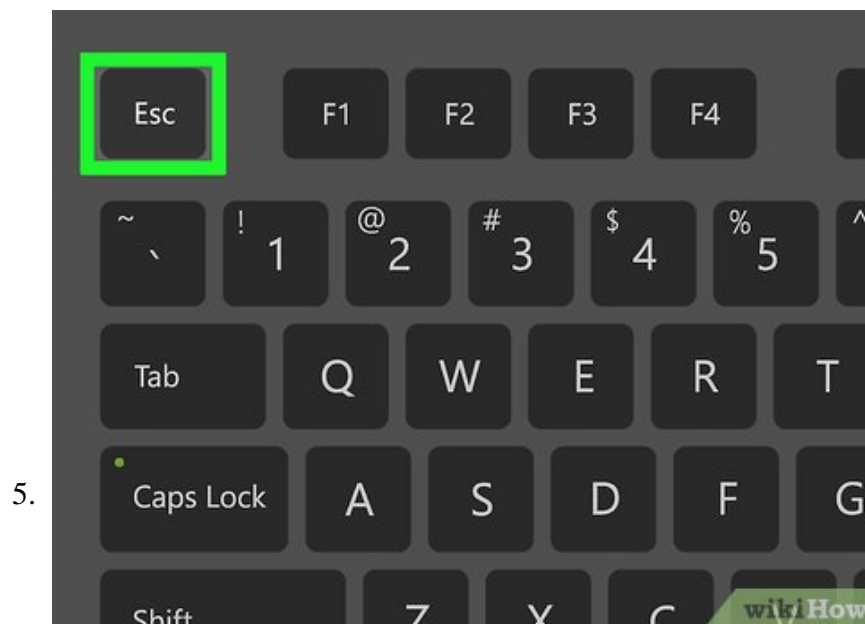 Esc F1 F2 F3 F4
~ ` ! 1 @ 2 # 3 $ 4 % 5 ^
Tab Q W E R T
5. Caps Lock A S D F G
Shift Z X C
wikiHow